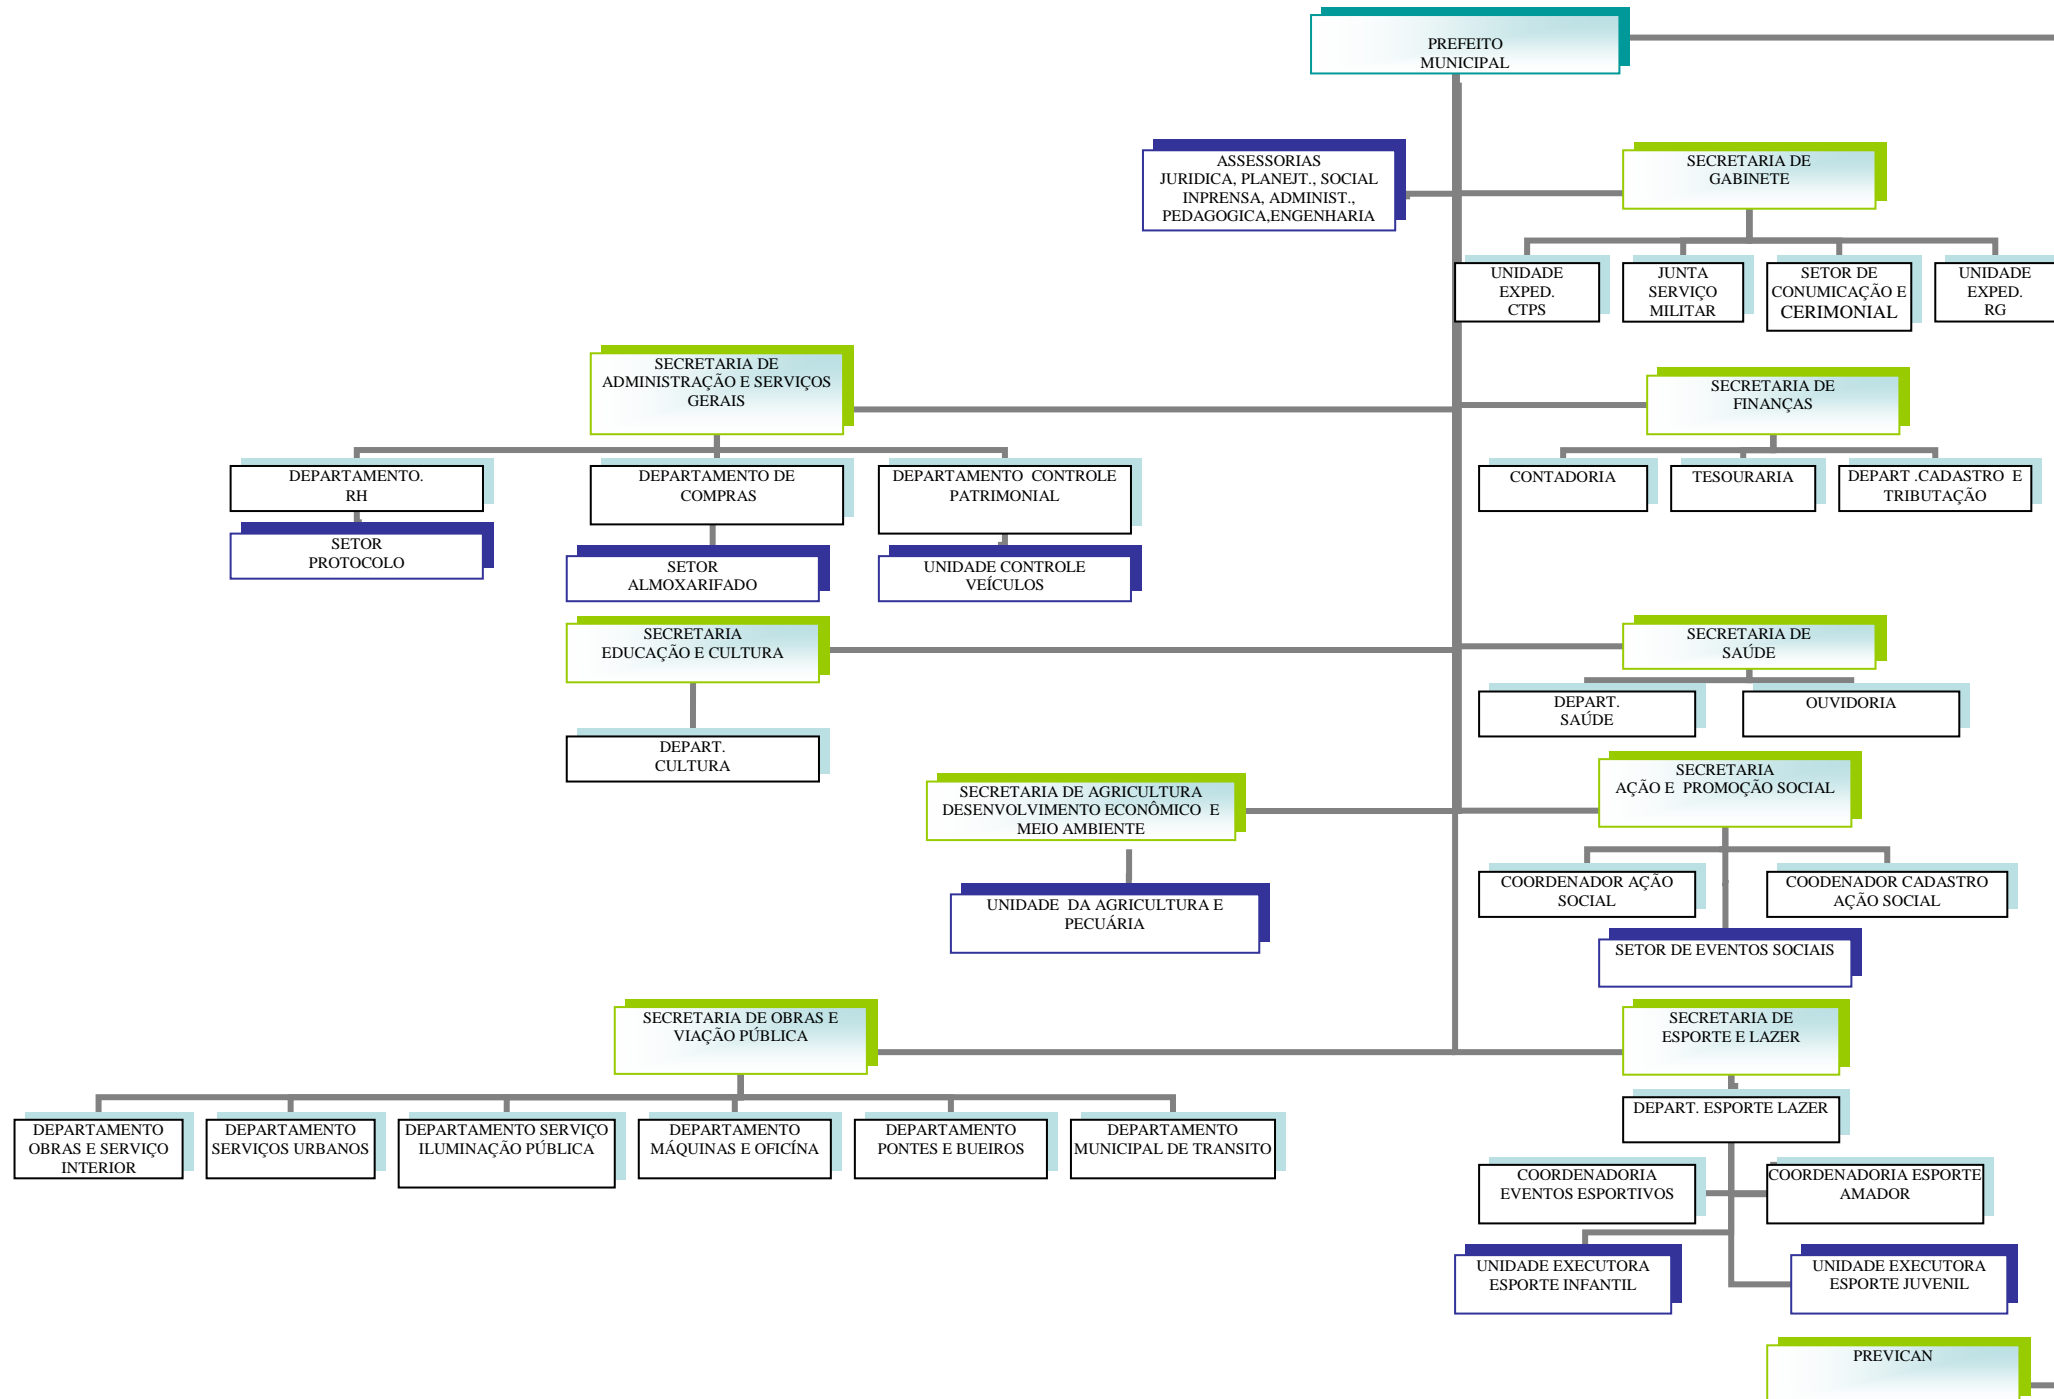 PREFEITO
MUNICIPAL
ASSESSORIAS
JURIDICA, PLANEJT., SOCIAL
INPRENSA, ADMINIST.,
PEDAGOGICA,ENGENHARIA
SECRETARIA DE
GABINETE
UNIDADE
EXPED.
CTPS
JUNTA
SERVIÇO
MILITAR
SETOR DE
CONUMICAÇÃO E
CERIMONIAL
UNIDADE
EXPED.
RG
SECRETARIA DE
ADMINISTRAÇÃO E SERVIÇOS
GERAIS
SECRETARIA DE
FINANÇAS
DEPARTAMENTO.
RH
DEPARTAMENTO DE
COMPRAS
DEPARTAMENTO CONTROLE
PATRIMONIAL
CONTADORIA
TESOURARIA
DEPART .CADASTRO E
TRIBUTAÇÃO
SETOR
PROTOCOLO
SETOR
ALMOXARIFADO
UNIDADE CONTROLE
VEÍCULOS
SECRETARIA
EDUCAÇÃO E CULTURA
SECRETARIA DE
SAÚDE
DEPART.
SAÚDE
OUVIDORIA
DEPART.
CULTURA
SECRETARIA DE AGRICULTURA
DESENVOLVIMENTO ECONÔMICO E
MEIO AMBIENTE
SECRETARIA
AÇÃO E PROMOÇÃO SOCIAL
UNIDADE DA AGRICULTURA E
PECUÁRIA
COORDENADOR AÇÃO
SOCIAL
COODENADOR CADASTRO
AÇÃO SOCIAL
SETOR DE EVENTOS SOCIAIS
SECRETARIA DE OBRAS E
VIAÇÃO PÚBLICA
SECRETARIA DE
ESPORTE E LAZER
DEPARTAMENTO
OBRAS E SERVIÇO
INTERIOR
DEPARTAMENTO
SERVIÇOS URBANOS
DEPARTAMENTO SERVIÇO
ILUMINAÇÃO PÚBLICA
DEPARTAMENTO
MÁQUINAS E OFICÍNA
DEPARTAMENTO
PONTES E BUEIROS
DEPARTAMENTO
MUNICIPAL DE TRANSITO
DEPART. ESPORTE LAZER
COORDENADORIA
EVENTOS ESPORTIVOS
COORDENADORIA ESPORTE
AMADOR
UNIDADE EXECUTORA
ESPORTE INFANTIL
UNIDADE EXECUTORA
ESPORTE JUVENIL
PREVICAN